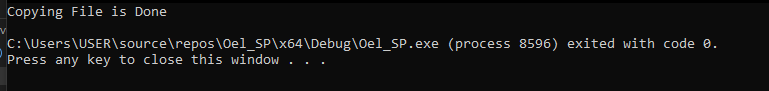 Copying File is Done
C:\Users\USER\source\repos\Oel_SP\x64\Debug\Oel_SP.exe (process 8596) exited with code 0.
Press any key to close this window . . .